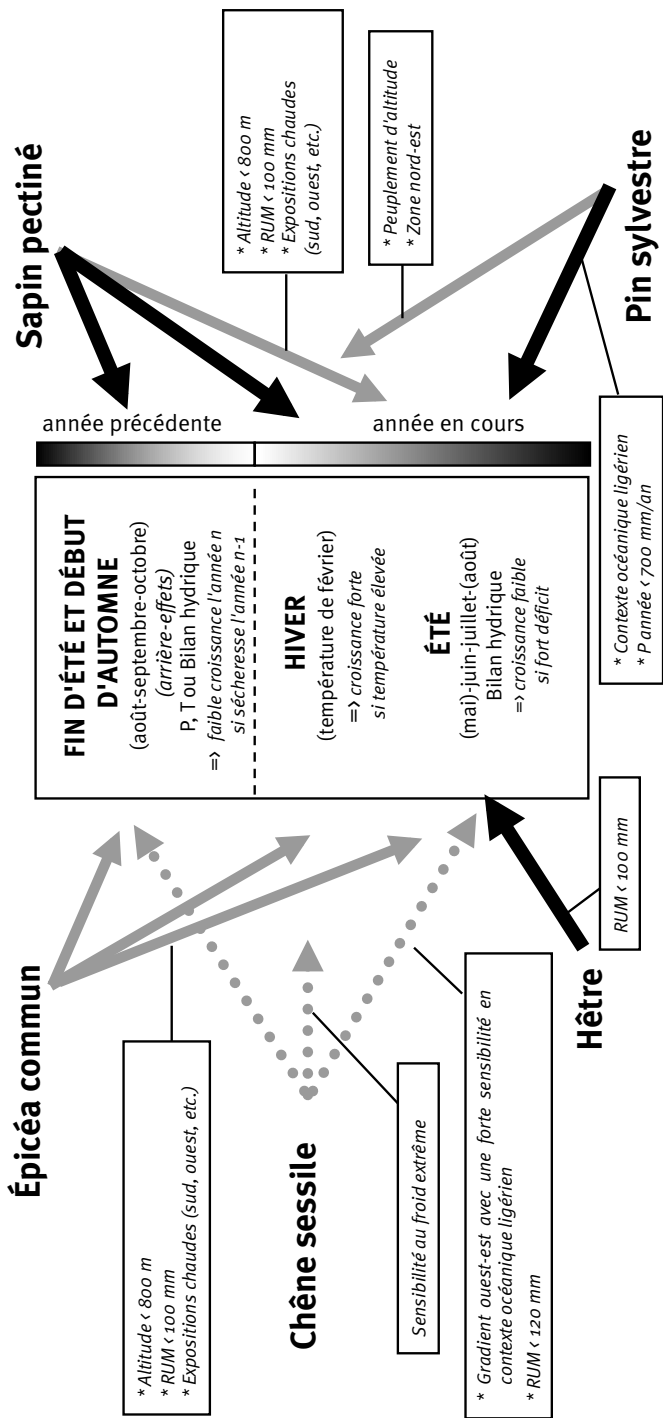 Épicéa commun
Sapin pectiné
* Altitude < 800 m
* RUM < 100 mm
* Expositions chaudes (sud, ouest, etc.)
Chêne sessile
Sensibilité au froid extrême
* Gradient ouest-est avec une forte sensibilité en
contexte océanique ligérien
* RUM < 120 mm
Hêtre
RUM < 100 mm
FIN D'ÉTÉ ET DÉBUT
D'AUTOMNE
(août-septembre-octobre)
(arrière-effets)
P, T ou Bilan hydrique
=> faible croissance l'année n
si sécheresse l'année n-1
HIVER
(température de février)
=> croissance forte
si température élevée
ÉTÉ
(mai)-juin-juillet-(août)
Bilan hydrique
=> croissance faible
si fort déficit
année précédente
année en cours
* Altitude < 800 m
* RUM < 100 mm
* Expositions chaudes
(sud, ouest, etc.)
* Peuplement d'altitude
* Zone nord-est
Pin sylvestre
* Contexte océanique ligérien
* P année < 700 mm/an